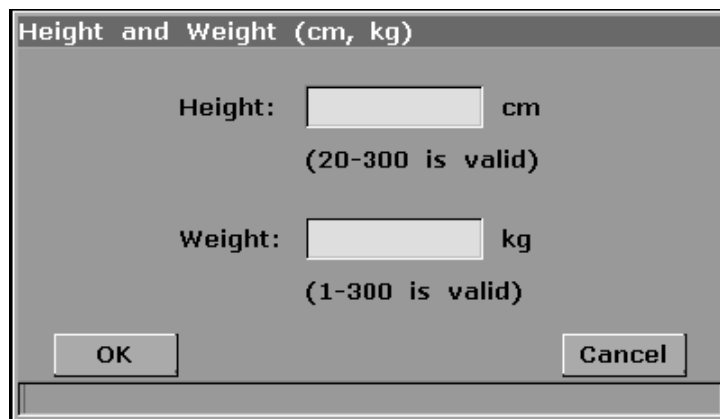 Height and Weight (cm, kg)
Height: cm
(20-300 is valid)
Weight: kg
(1-300 is valid)
OK Cancel